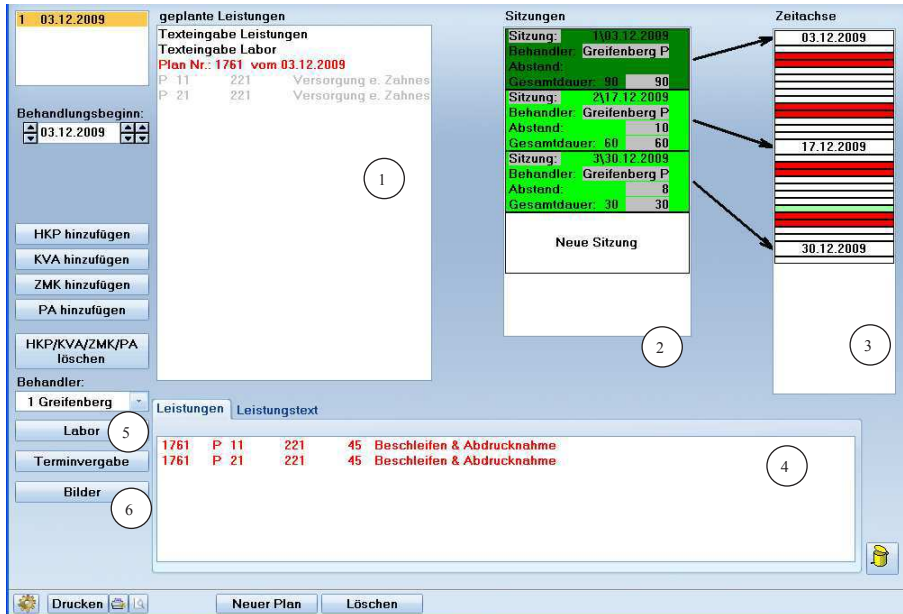 1 03.12.2009
Behandlungsbeginn:
03.12.2009
HKP hinzufügen
KVA hinzufügen
ZMK hinzufügen
PA hinzufügen
HKP/KVA/ZMK/PA
löschen
Behandler:
1 Greifenberg
Labor
5
Terminvergabe
Bilder
6
geplante Leistungen
Texteingabe Leistungen
Texteingabe Labor
Plan Nr.: 1761 vom 03.12.2009
P 11 221 Versorgung e. Zahnes
P 21 221 Versorgung e. Zahnes
1
Sitzungen
Sitzung: 1\03.12.2009
Behandler: Greifenberg P
Abstand:
Gesamtdauer: 90 90
Sitzung: 2\17.12.2009
Behandler: Greifenberg P
Abstand: 10
Gesamtdauer: 60 60
Sitzung: 3\30.12.2009
Behandler: Greifenberg P
Abstand: 8
Gesamtdauer: 30 30
Neue Sitzung
2
Zeitachse
03.12.2009
17.12.2009
30.12.2009
3
Leistungen Leistungstext
1761 P 11 221 45 Beschleifen & Abdrucknahme
1761 P 21 221 45 Beschleifen & Abdrucknahme
4
Drucken Neuer Plan Löschen